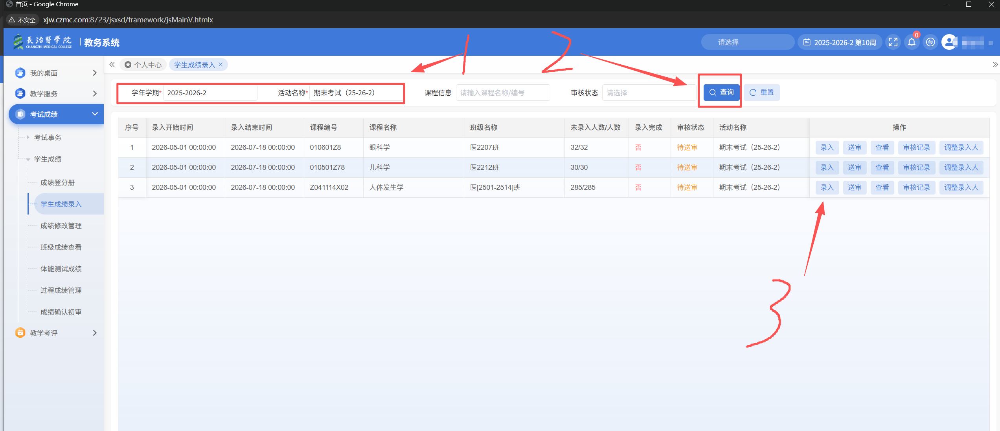 首页 - Google Chrome
不安全 xjw.czmc.com:8723/jsxsd/framework/jsMainV.htmlx
長治醫學院 CHANGZHI MEDICAL COLLEGE 教务系统 请选择 2025-2026-2 第10周 0
1 2
我的桌面
教学服务
考试成绩
考试事务
学生成绩
成绩登分册
学生成绩录入
成绩修改管理
班级成绩查看
体能测试成绩
过程成绩管理
成绩确认初审
教学考评
个人中心 学生成绩录入
学年学期* 2025-2026-2 活动名称* 期末考试（25-26-2） 课程信息 请输入课程名称/编号 审核状态 请选择 查询 重置
序号 录入开始时间 录入结束时间 课程编号 课程名称 班级名称 未录入人数/人数 录入完成 审核状态 活动名称 操作
1 2026-05-01 00:00:00 2026-07-18 00:00:00 010601Z8 眼科学 医2207班 32/32 否 待送审 期末考试（25-26-2） 录入 送审 查看 审核记录 调整录入人
2 2026-05-01 00:00:00 2026-07-18 00:00:00 010501Z78 儿科学 医2212班 30/30 否 待送审 期末考试（25-26-2） 录入 送审 查看 审核记录 调整录入人
3 2026-05-01 00:00:00 2026-07-18 00:00:00 Z041114X02 人体发生学 医[2501-2514]班 285/285 否 待送审 期末考试（25-26-2） 录入 送审 查看 审核记录 调整录入人
3